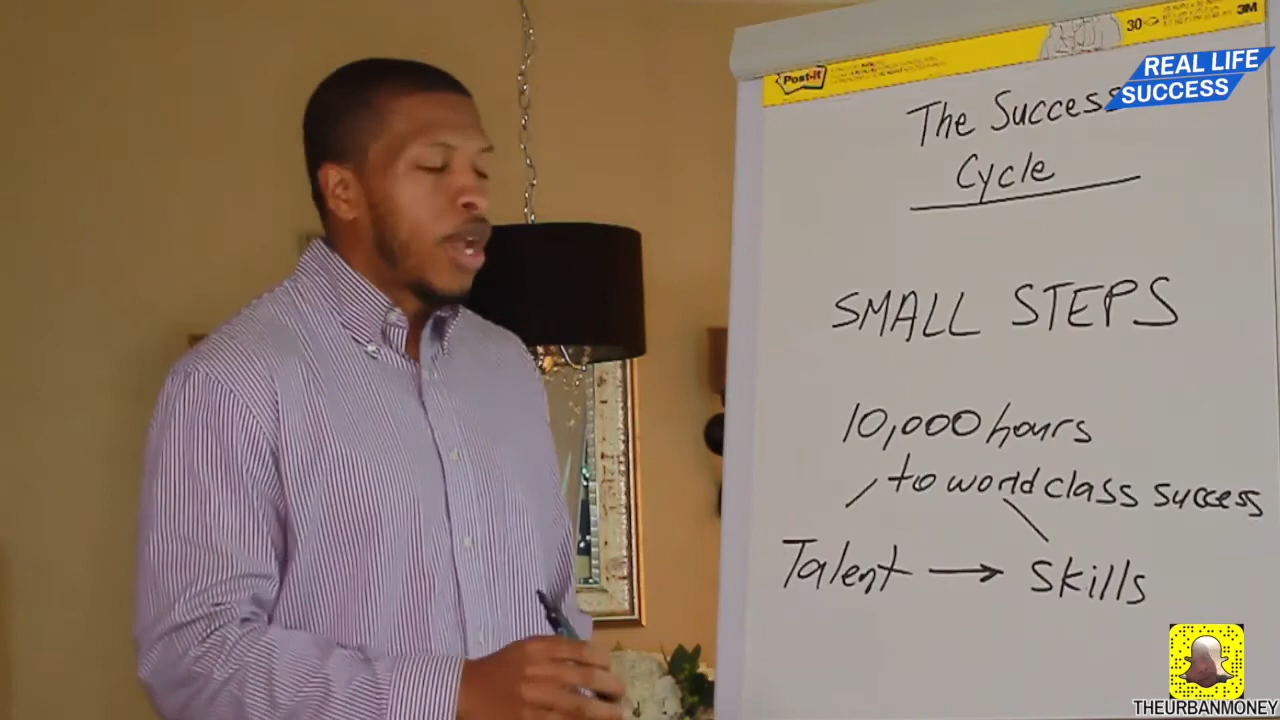 Post-it
30
3M
REAL LIFE
SUCCESS
The Success
Cycle
SMALL STEPS
10,000 hours
to world class success
Talent → Skills
THEURBANMONEY